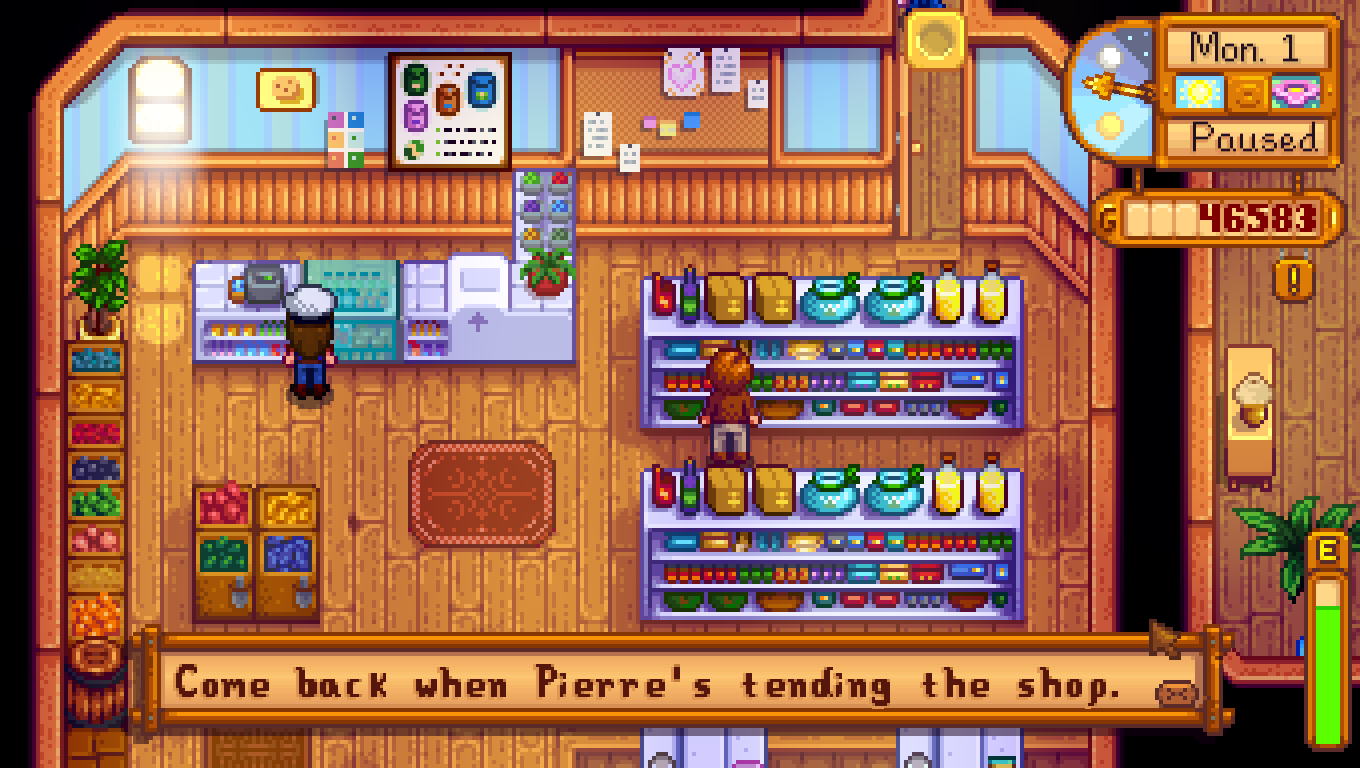 Mon. 1
Paused
G 46583
!
E
Come back when Pierre's tending the shop.